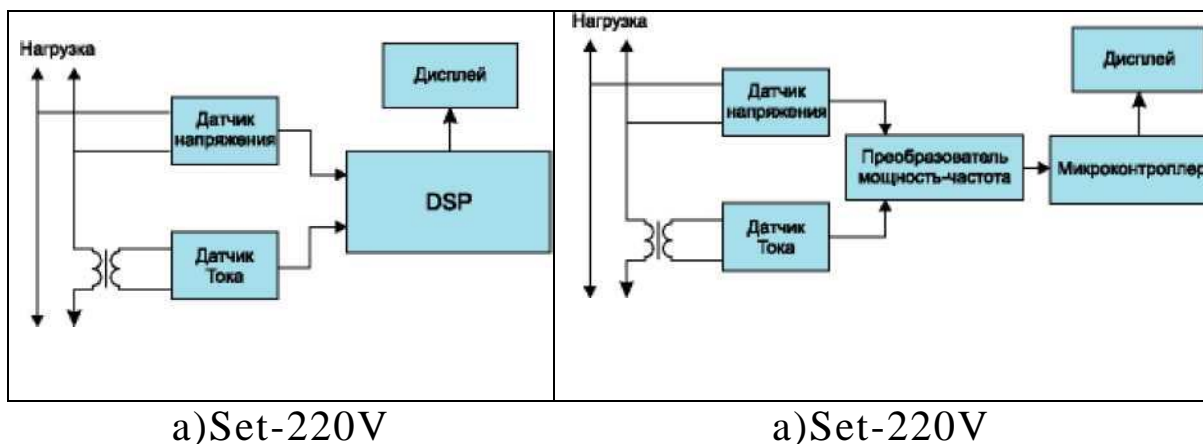 Нагрузка
Дисплей
Датчик
напряжения
DSP
Датчик
Тока
Нагрузка
Дисплей
Датчик
напряжения
Преобразователь
мощность-частота
Микроконтроллер
Датчик
Тока
a)Set-220V
a)Set-220V